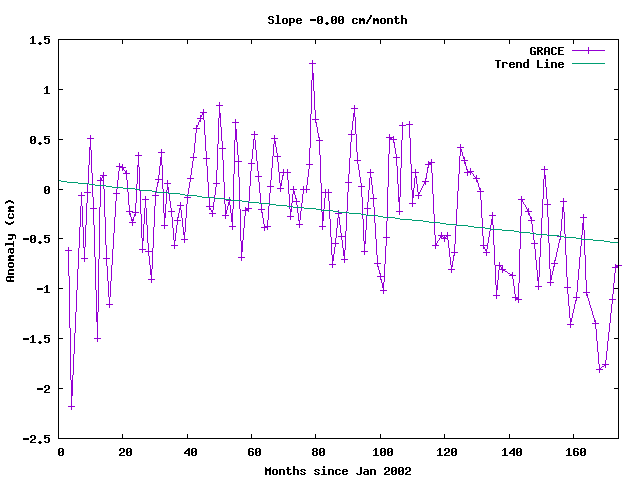 Slope -0.00 cm/month
GRACE
Trend Line
1.5
1
0.5
0
-0.5
-1
-1.5
-2
-2.5
Anomaly (cm)
0 20 40 60 80 100 120 140 160
Months since Jan 2002